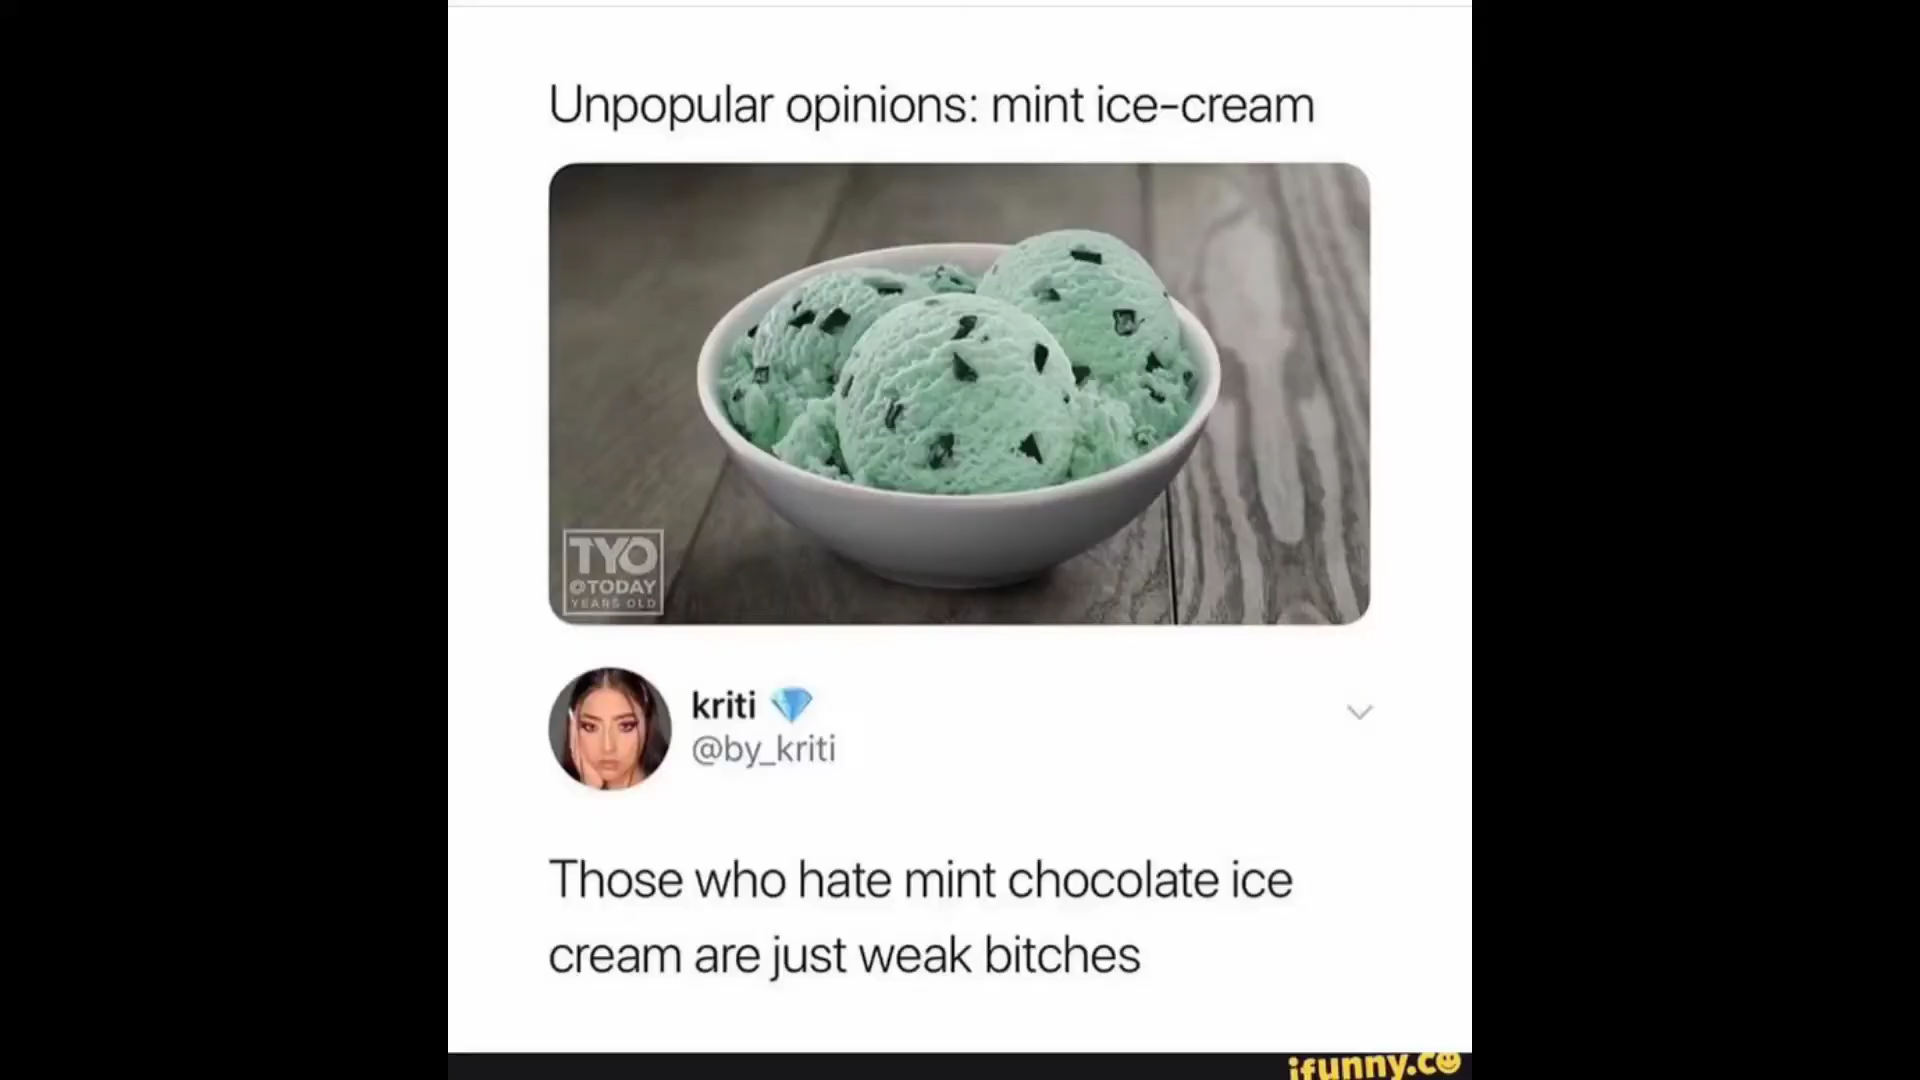 Unpopular opinions: mint ice-cream
TYO
@TODAY
YEARS OLD
kriti 💎
@by_kriti
Those who hate mint chocolate ice
cream are just weak bitches
ifunny.co